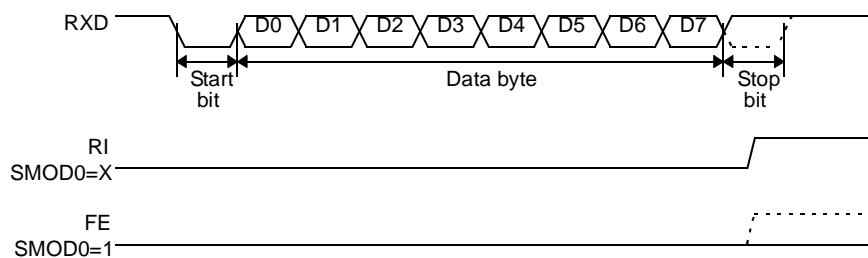 RXD
D0 D1 D2 D3 D4 D5 D6 D7
Start
bit
Data byte
Stop
bit
RI
SMOD0=X
FE
SMOD0=1